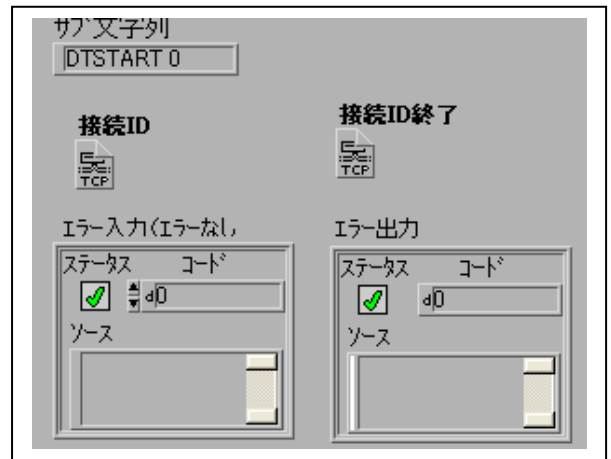 サブ文字列
DTSTART 0
接続ID
接続ID終了
TCP
TCP
エラー入力(エラーなし
エラー出力
ステータス コード
ステータス コード
d0
d0
ソース
ソース